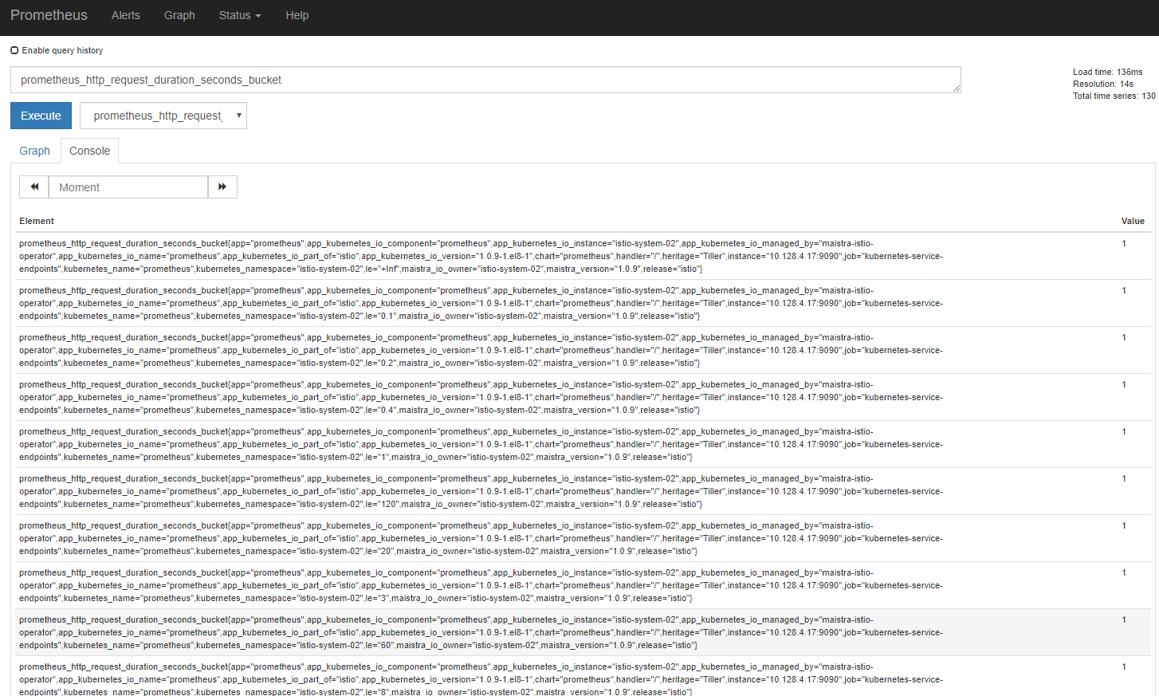 Prometheus Alerts Graph Status Help
Enable query history
prometheus_http_request_duration_seconds_bucket
Load time: 136ms
Resolution: 14s
Total time series: 130
Execute prometheus_http_request_
Graph Console
Moment
Element Value
prometheus_http_request_duration_seconds_bucket{app="prometheus",app_kubernetes_io_component="prometheus",app_kubernetes_io_instance="istio-system-02",app_kubernetes_io_managed_by="maistra-istio- 1
operator",app_kubernetes_io_name="prometheus",app_kubernetes_io_part_of="istio",app_kubernetes_io_version="1.0.9-1.el8-1",chart="prometheus",handler="/",heritage="Tiller",instance="10.128.4.17:9090",job="kubernetes-service-
endpoints",kubernetes_name="prometheus",kubernetes_namespace="istio-system-02",le="+Inf",maistra_io_owner="istio-system-02",maistra_version="1.0.9",release="istio"}
prometheus_http_request_duration_seconds_bucket{app="prometheus",app_kubernetes_io_component="prometheus",app_kubernetes_io_instance="istio-system-02",app_kubernetes_io_managed_by="maistra-istio- 1
operator",app_kubernetes_io_name="prometheus",app_kubernetes_io_part_of="istio",app_kubernetes_io_version="1.0.9-1.el8-1",chart="prometheus",handler="/",heritage="Tiller",instance="10.128.4.17:9090",job="kubernetes-service-
endpoints",kubernetes_name="prometheus",kubernetes_namespace="istio-system-02",le="0.1",maistra_io_owner="istio-system-02",maistra_version="1.0.9",release="istio"}
prometheus_http_request_duration_seconds_bucket{app="prometheus",app_kubernetes_io_component="prometheus",app_kubernetes_io_instance="istio-system-02",app_kubernetes_io_managed_by="maistra-istio- 1
operator",app_kubernetes_io_name="prometheus",app_kubernetes_io_part_of="istio",app_kubernetes_io_version="1.0.9-1.el8-1",chart="prometheus",handler="/",heritage="Tiller",instance="10.128.4.17:9090",job="kubernetes-service-
endpoints",kubernetes_name="prometheus",kubernetes_namespace="istio-system-02",le="0.2",maistra_io_owner="istio-system-02",maistra_version="1.0.9",release="istio"}
prometheus_http_request_duration_seconds_bucket{app="prometheus",app_kubernetes_io_component="prometheus",app_kubernetes_io_instance="istio-system-02",app_kubernetes_io_managed_by="maistra-istio- 1
operator",app_kubernetes_io_name="prometheus",app_kubernetes_io_part_of="istio",app_kubernetes_io_version="1.0.9-1.el8-1",chart="prometheus",handler="/",heritage="Tiller",instance="10.128.4.17:9090",job="kubernetes-service-
endpoints",kubernetes_name="prometheus",kubernetes_namespace="istio-system-02",le="0.4",maistra_io_owner="istio-system-02",maistra_version="1.0.9",release="istio"}
prometheus_http_request_duration_seconds_bucket{app="prometheus",app_kubernetes_io_component="prometheus",app_kubernetes_io_instance="istio-system-02",app_kubernetes_io_managed_by="maistra-istio- 1
operator",app_kubernetes_io_name="prometheus",app_kubernetes_io_part_of="istio",app_kubernetes_io_version="1.0.9-1.el8-1",chart="prometheus",handler="/",heritage="Tiller",instance="10.128.4.17:9090",job="kubernetes-service-
endpoints",kubernetes_name="prometheus",kubernetes_namespace="istio-system-02",le="1",maistra_io_owner="istio-system-02",maistra_version="1.0.9",release="istio"}
prometheus_http_request_duration_seconds_bucket{app="prometheus",app_kubernetes_io_component="prometheus",app_kubernetes_io_instance="istio-system-02",app_kubernetes_io_managed_by="maistra-istio- 1
operator",app_kubernetes_io_name="prometheus",app_kubernetes_io_part_of="istio",app_kubernetes_io_version="1.0.9-1.el8-1",chart="prometheus",handler="/",heritage="Tiller",instance="10.128.4.17:9090",job="kubernetes-service-
endpoints",kubernetes_name="prometheus",kubernetes_namespace="istio-system-02",le="120",maistra_io_owner="istio-system-02",maistra_version="1.0.9",release="istio"}
prometheus_http_request_duration_seconds_bucket{app="prometheus",app_kubernetes_io_component="prometheus",app_kubernetes_io_instance="istio-system-02",app_kubernetes_io_managed_by="maistra-istio- 1
operator",app_kubernetes_io_name="prometheus",app_kubernetes_io_part_of="istio",app_kubernetes_io_version="1.0.9-1.el8-1",chart="prometheus",handler="/",heritage="Tiller",instance="10.128.4.17:9090",job="kubernetes-service-
endpoints",kubernetes_name="prometheus",kubernetes_namespace="istio-system-02",le="20",maistra_io_owner="istio-system-02",maistra_version="1.0.9",release="istio"}
prometheus_http_request_duration_seconds_bucket{app="prometheus",app_kubernetes_io_component="prometheus",app_kubernetes_io_instance="istio-system-02",app_kubernetes_io_managed_by="maistra-istio- 1
operator",app_kubernetes_io_name="prometheus",app_kubernetes_io_part_of="istio",app_kubernetes_io_version="1.0.9-1.el8-1",chart="prometheus",handler="/",heritage="Tiller",instance="10.128.4.17:9090",job="kubernetes-service-
endpoints",kubernetes_name="prometheus",kubernetes_namespace="istio-system-02",le="3",maistra_io_owner="istio-system-02",maistra_version="1.0.9",release="istio"}
prometheus_http_request_duration_seconds_bucket{app="prometheus",app_kubernetes_io_component="prometheus",app_kubernetes_io_instance="istio-system-02",app_kubernetes_io_managed_by="maistra-istio- 1
operator",app_kubernetes_io_name="prometheus",app_kubernetes_io_part_of="istio",app_kubernetes_io_version="1.0.9-1.el8-1",chart="prometheus",handler="/",heritage="Tiller",instance="10.128.4.17:9090",job="kubernetes-service-
endpoints",kubernetes_name="prometheus",kubernetes_namespace="istio-system-02",le="60",maistra_io_owner="istio-system-02",maistra_version="1.0.9",release="istio"}
prometheus_http_request_duration_seconds_bucket{app="prometheus",app_kubernetes_io_component="prometheus",app_kubernetes_io_instance="istio-system-02",app_kubernetes_io_managed_by="maistra-istio- 1
operator",app_kubernetes_io_name="prometheus",app_kubernetes_io_part_of="istio",app_kubernetes_io_version="1.0.9-1.el8-1",chart="prometheus",handler="/",heritage="Tiller",instance="10.128.4.17:9090",job="kubernetes-service-
endpoints",kubernetes_name="prometheus",kubernetes_namespace="istio-system-02",le="8",maistra_io_owner="istio-system-02",maistra_version="1.0.9",release="istio"}